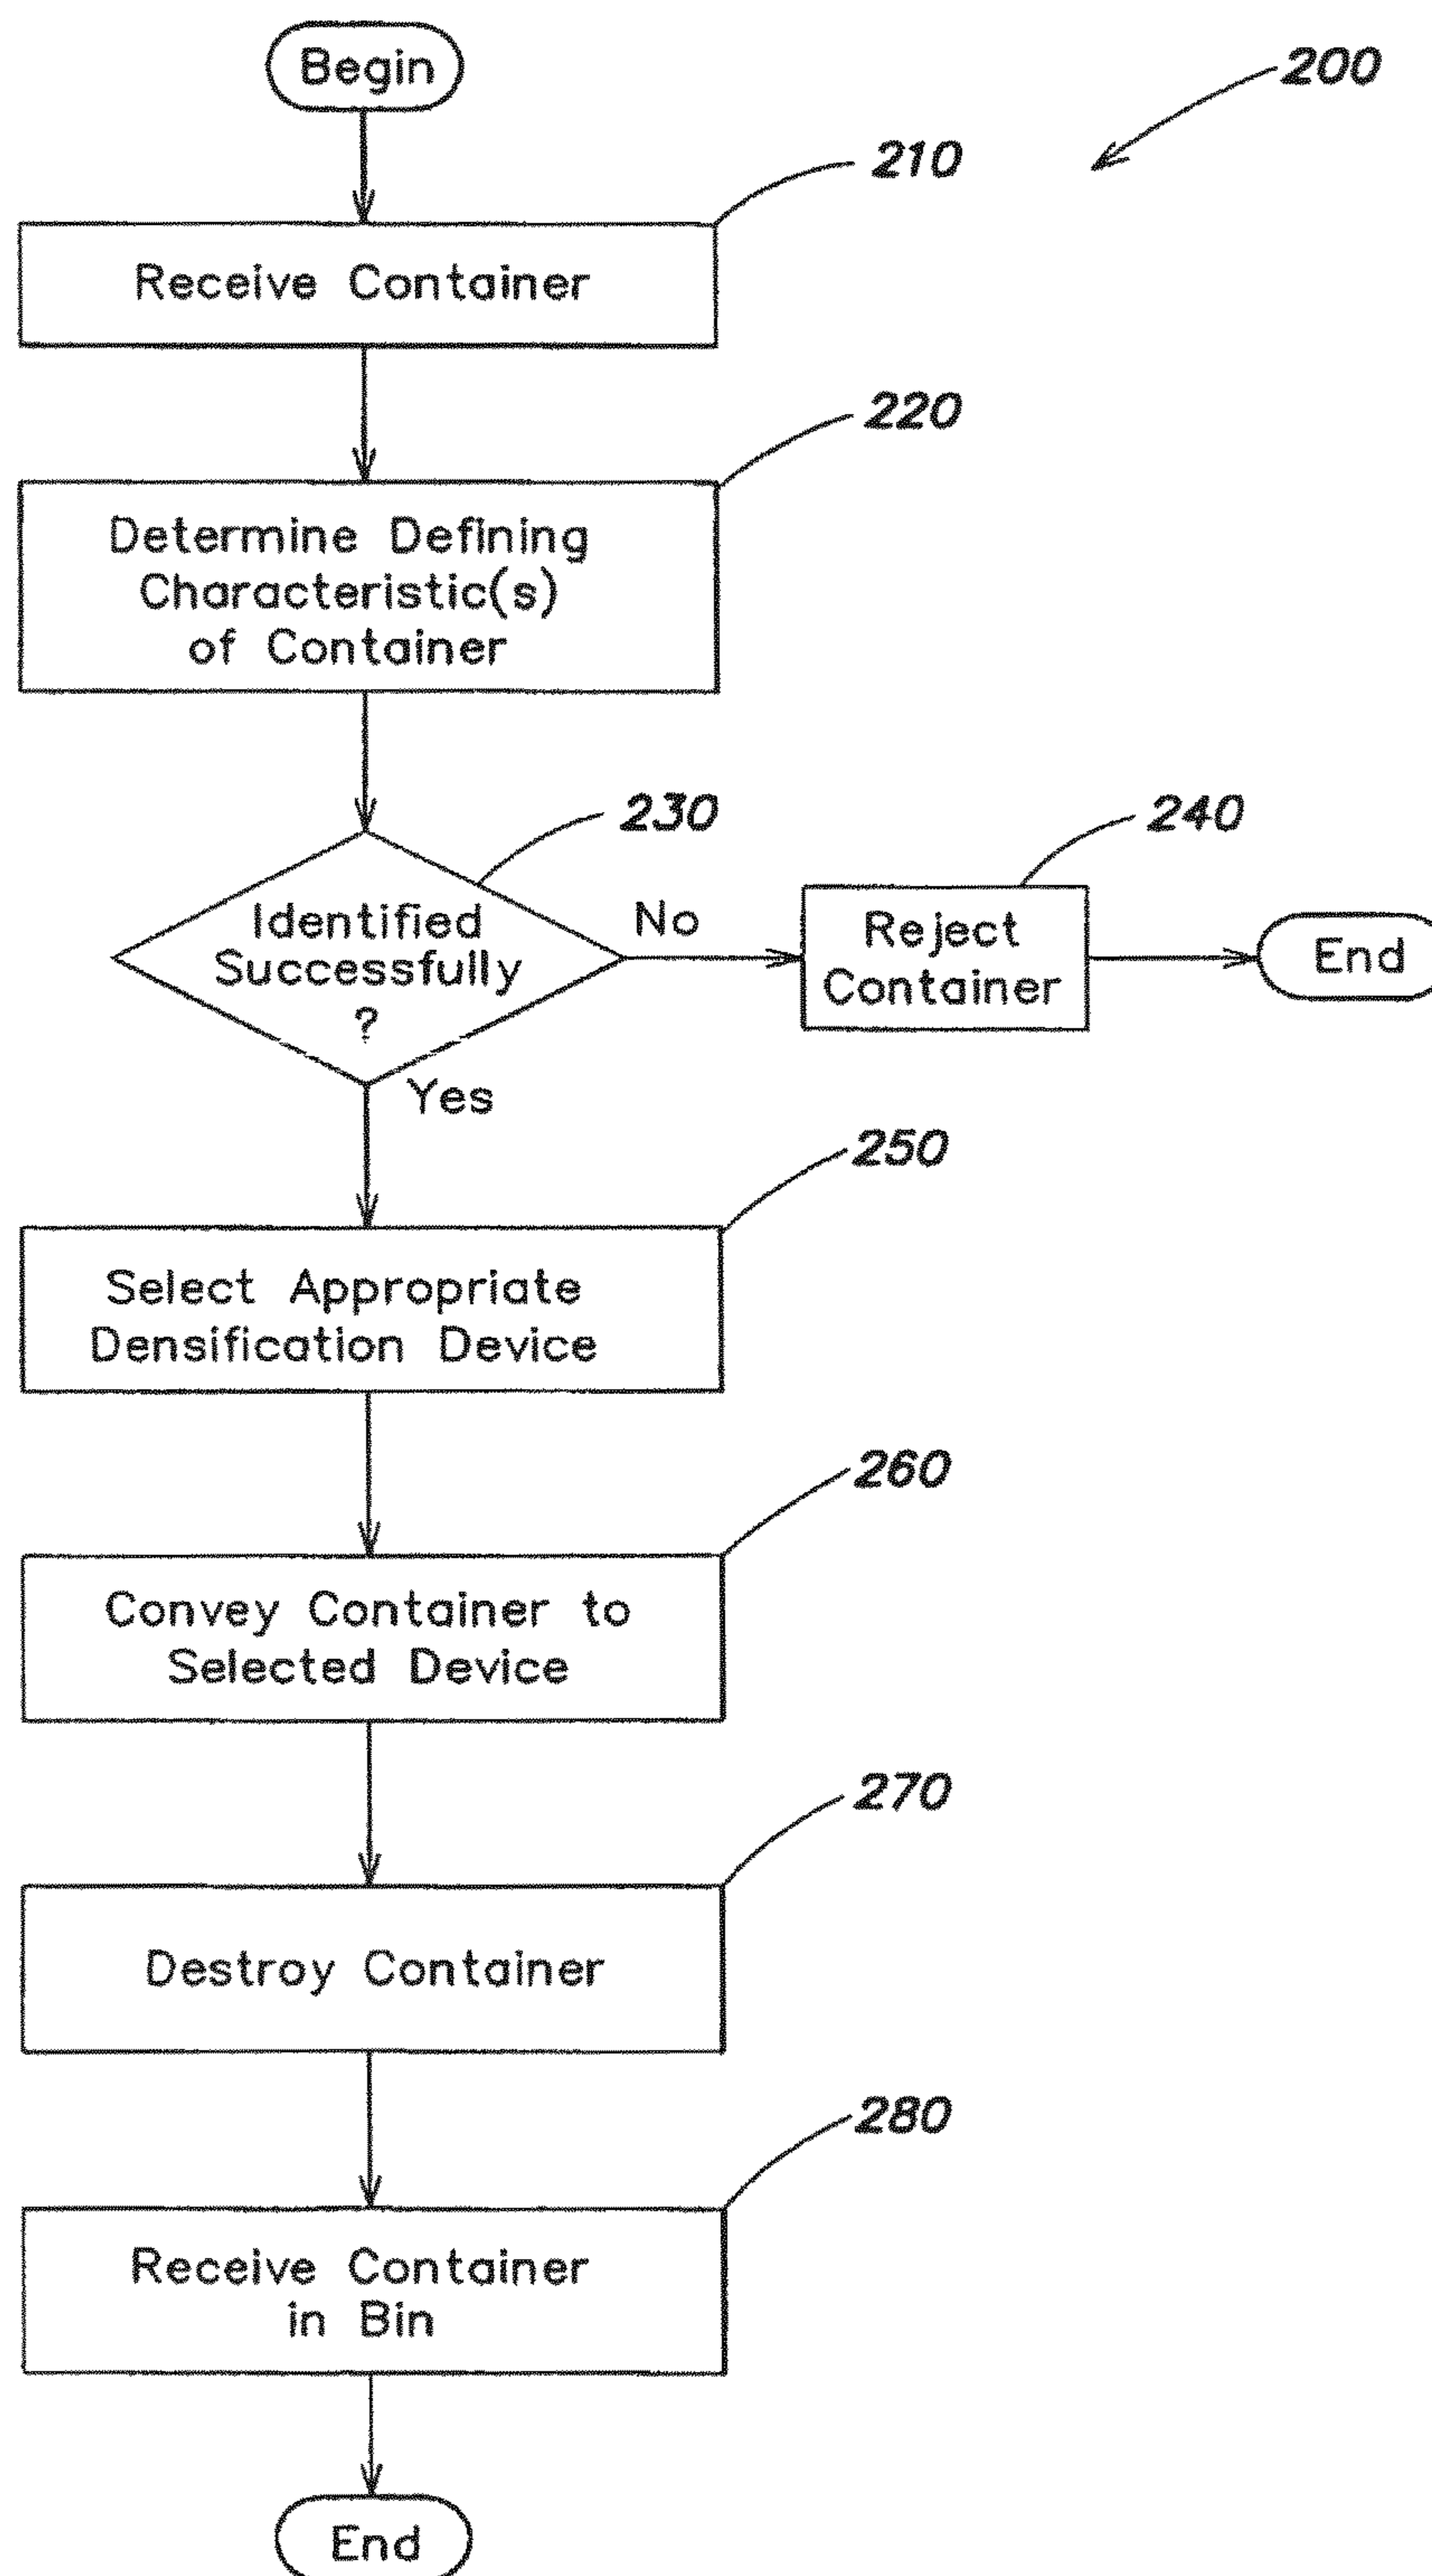 Begin
200
210
Receive Container
220
Determine Defining
Characteristic(s)
of Container
230
240
Identified
Successfully
?
No
Reject
Container
End
Yes
250
Select Appropriate
Densification Device
260
Convey Container to
Selected Device
270
Destroy Container
280
Receive Container
in Bin
End